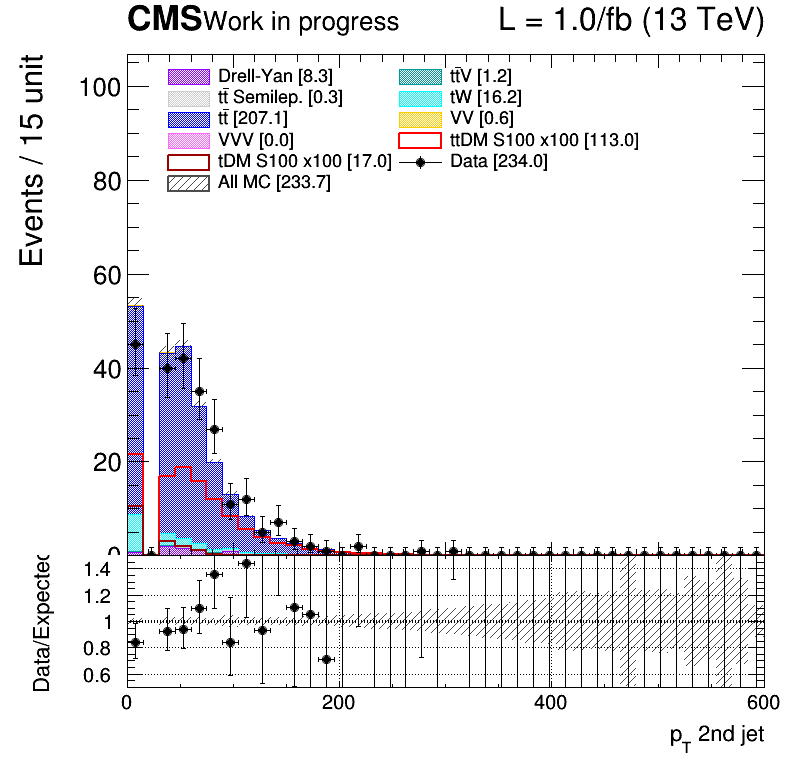 CMS Work in progress L = 1.0/fb (13 TeV)
Events / 15 unit
100
80
60
40
20
0
Drell-Yan [8.3]
tt̄ Semilep. [0.3]
tt̄ [207.1]
VVV [0.0]
tDM S100 x100 [17.0]
All MC [233.7]
tt̄V [1.2]
tW [16.2]
VV [0.6]
ttDM S100 x100 [113.0]
Data [234.0]
Data/Expected
1.4
1.2
1
0.8
0.6
0 200 400 600
p_T 2nd jet